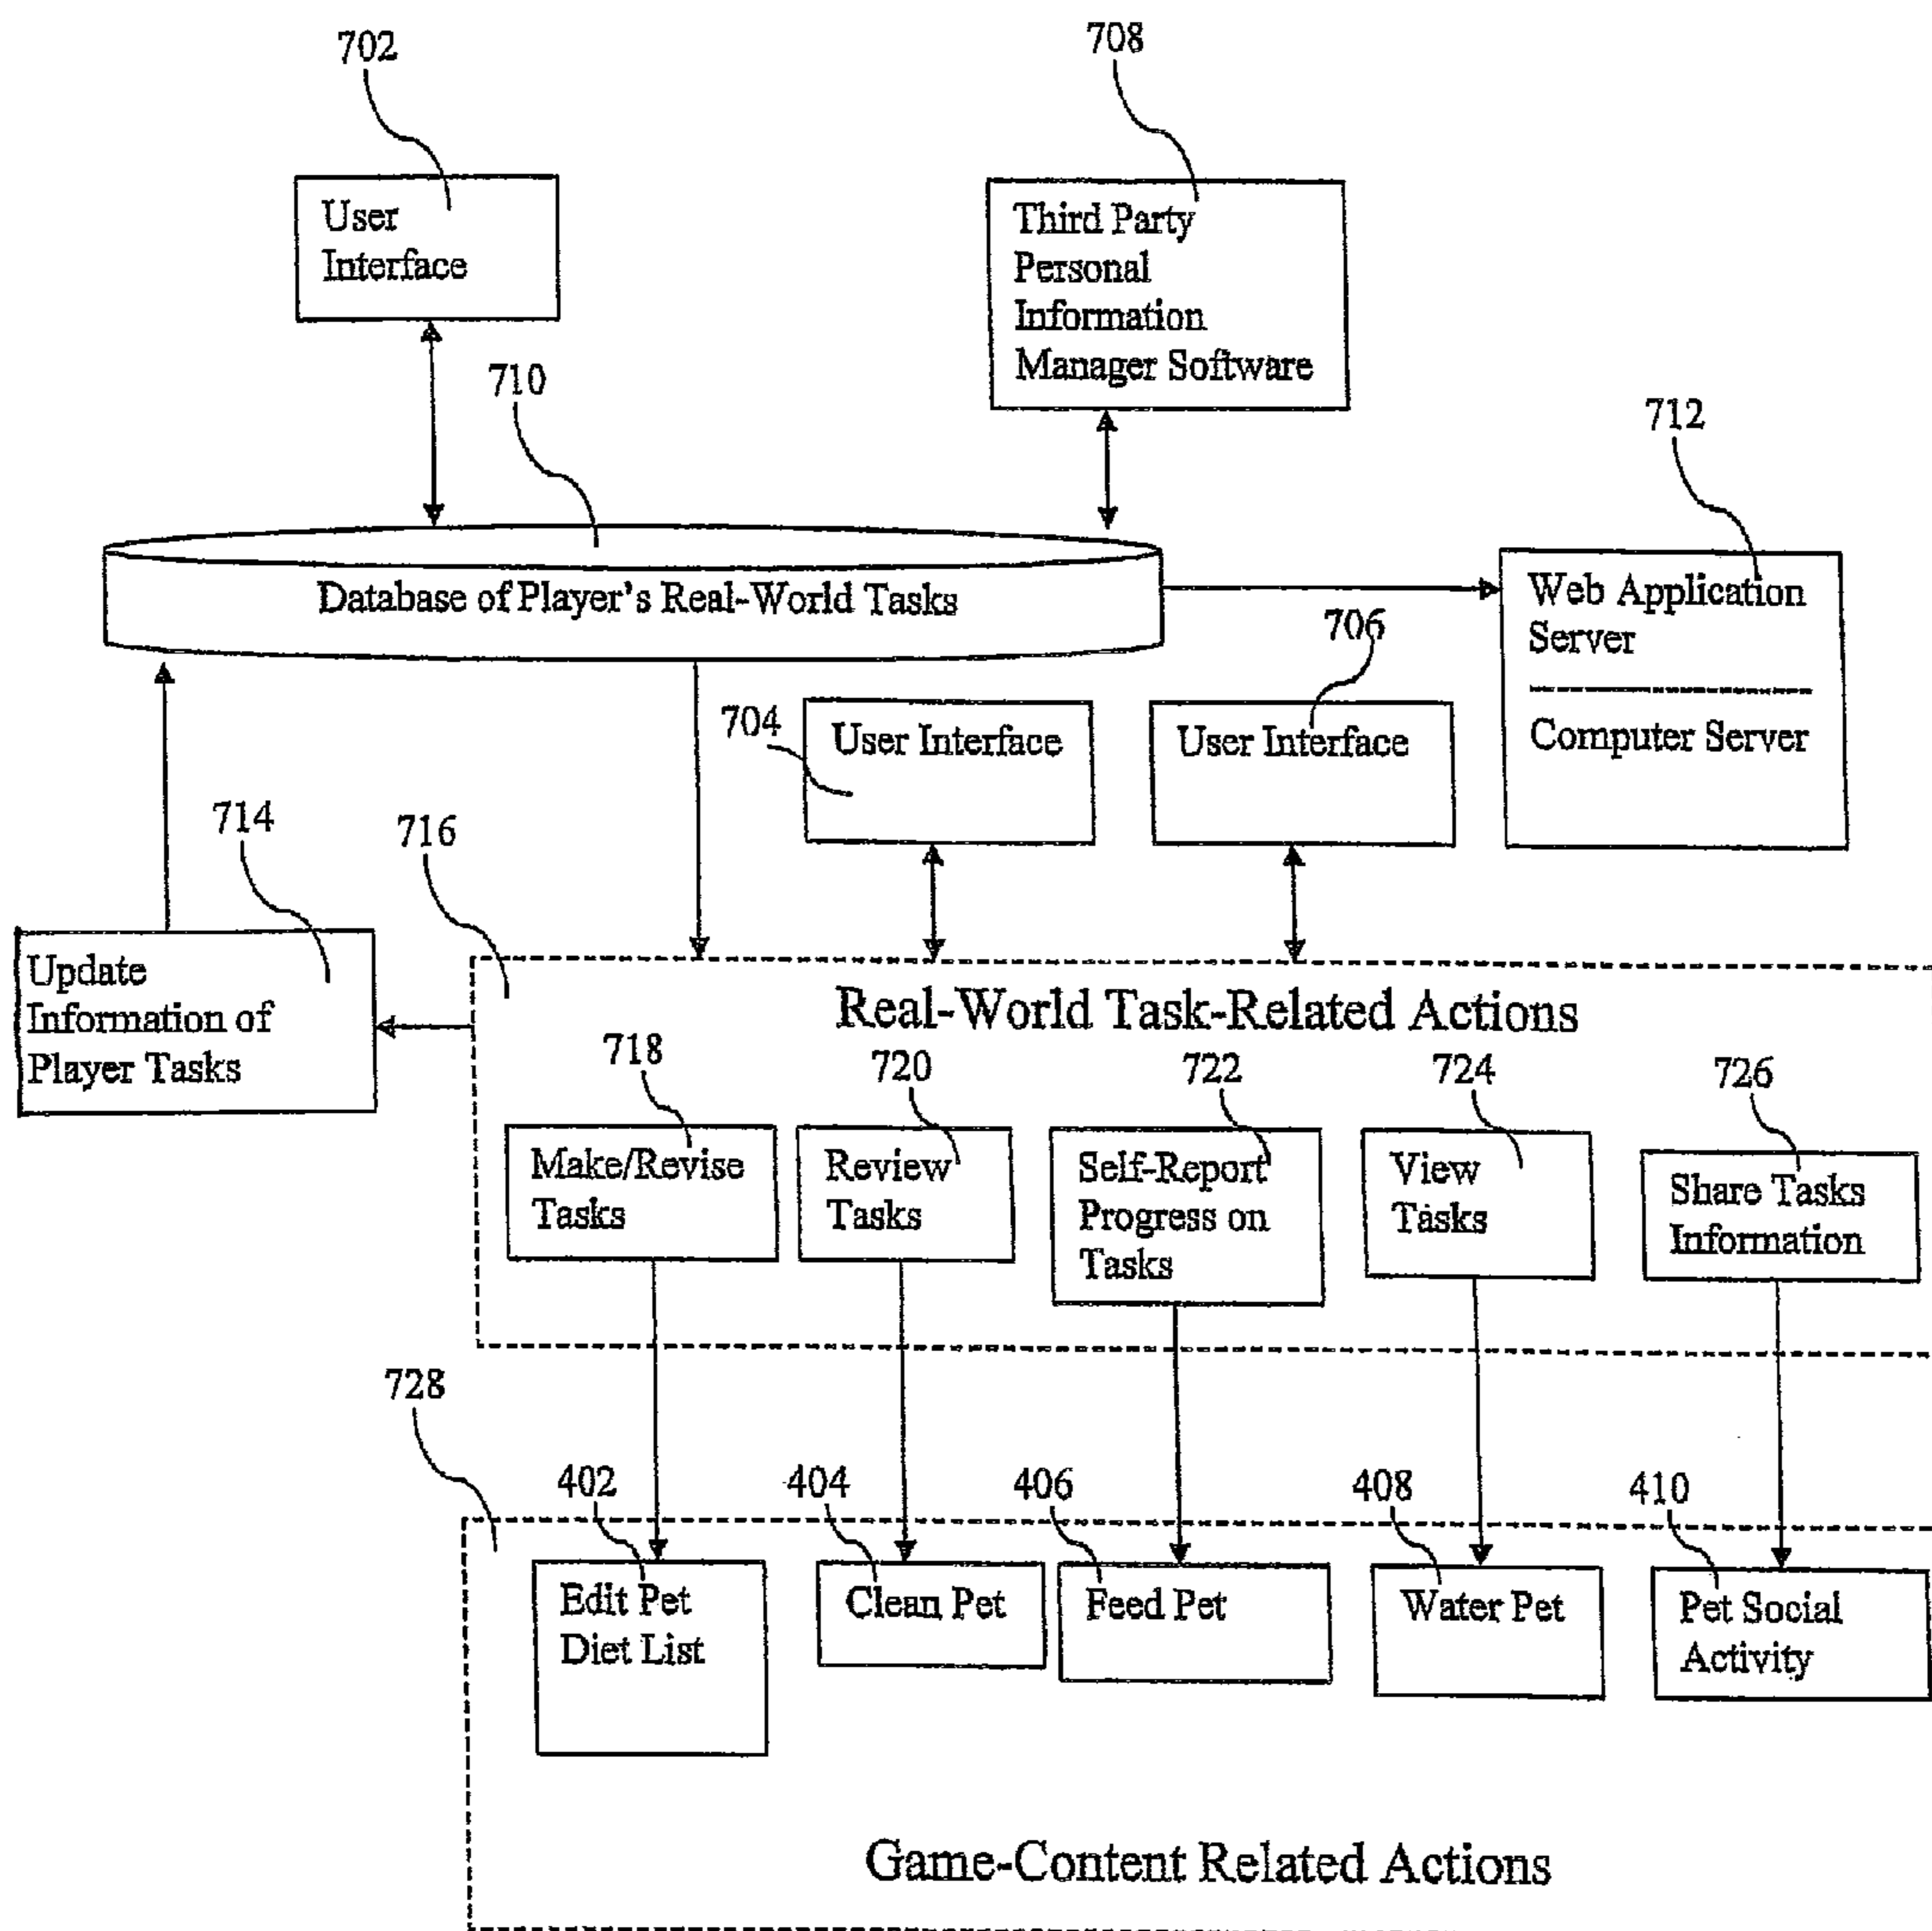 702
708
User
Interface
Third Party
Personal
Information
Manager Software
710
712
Database of Player's Real-World Tasks
Web Application
Server
Computer Server
706
704
User Interface
User Interface
714
716
Update
Information of
Player Tasks
Real-World Task-Related Actions
718
720
722
724
726
Make/Revise
Tasks
Review
Tasks
Self-Report
Progress on
Tasks
View
Tasks
Share Tasks
Information
728
402
404
406
408
410
Edit Pet
Diet List
Clean Pet
Feed Pet
Water Pet
Pet Social
Activity
Game-Content Related Actions